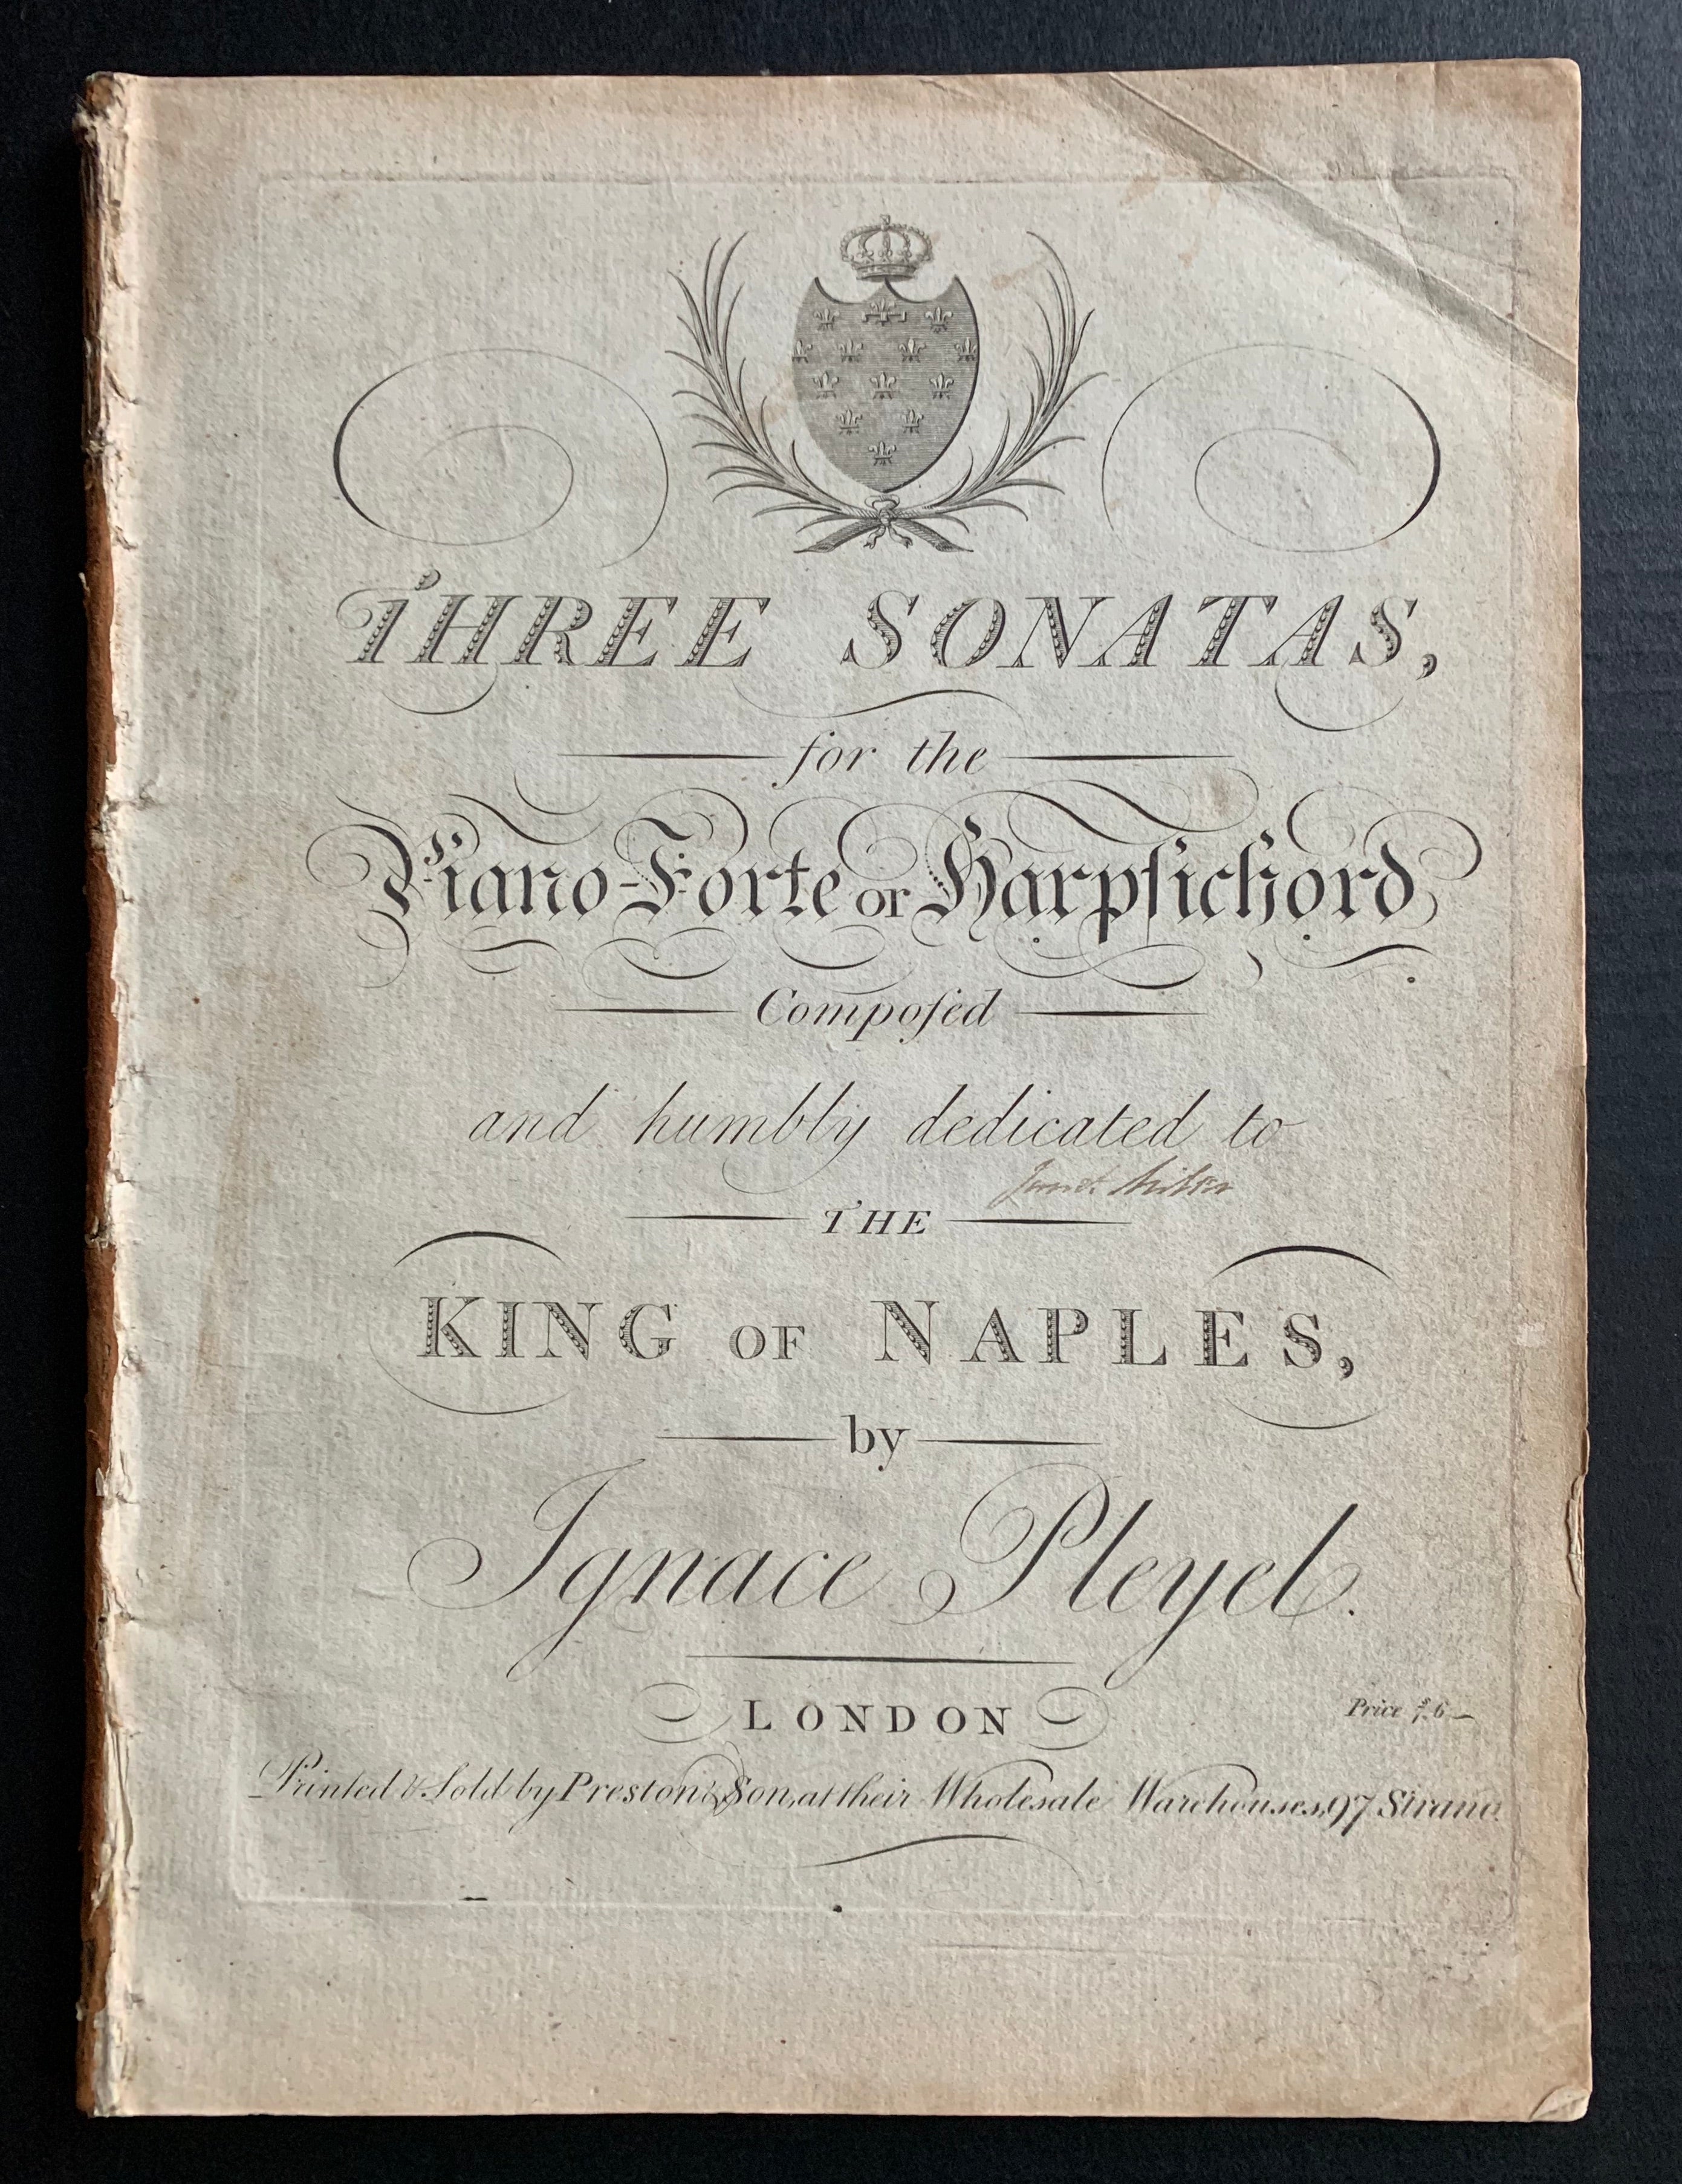 THREE SONATAS,
for the
Piano-Forte or Harpſichord
Compoſed
and humbly dedicated to
THE
KING OF NAPLES,
by
Ignace Pleyel.
LONDON
Price 6
Printed & Sold by Preston & Son, at their Wholesale Warehouses, 97 Strand.